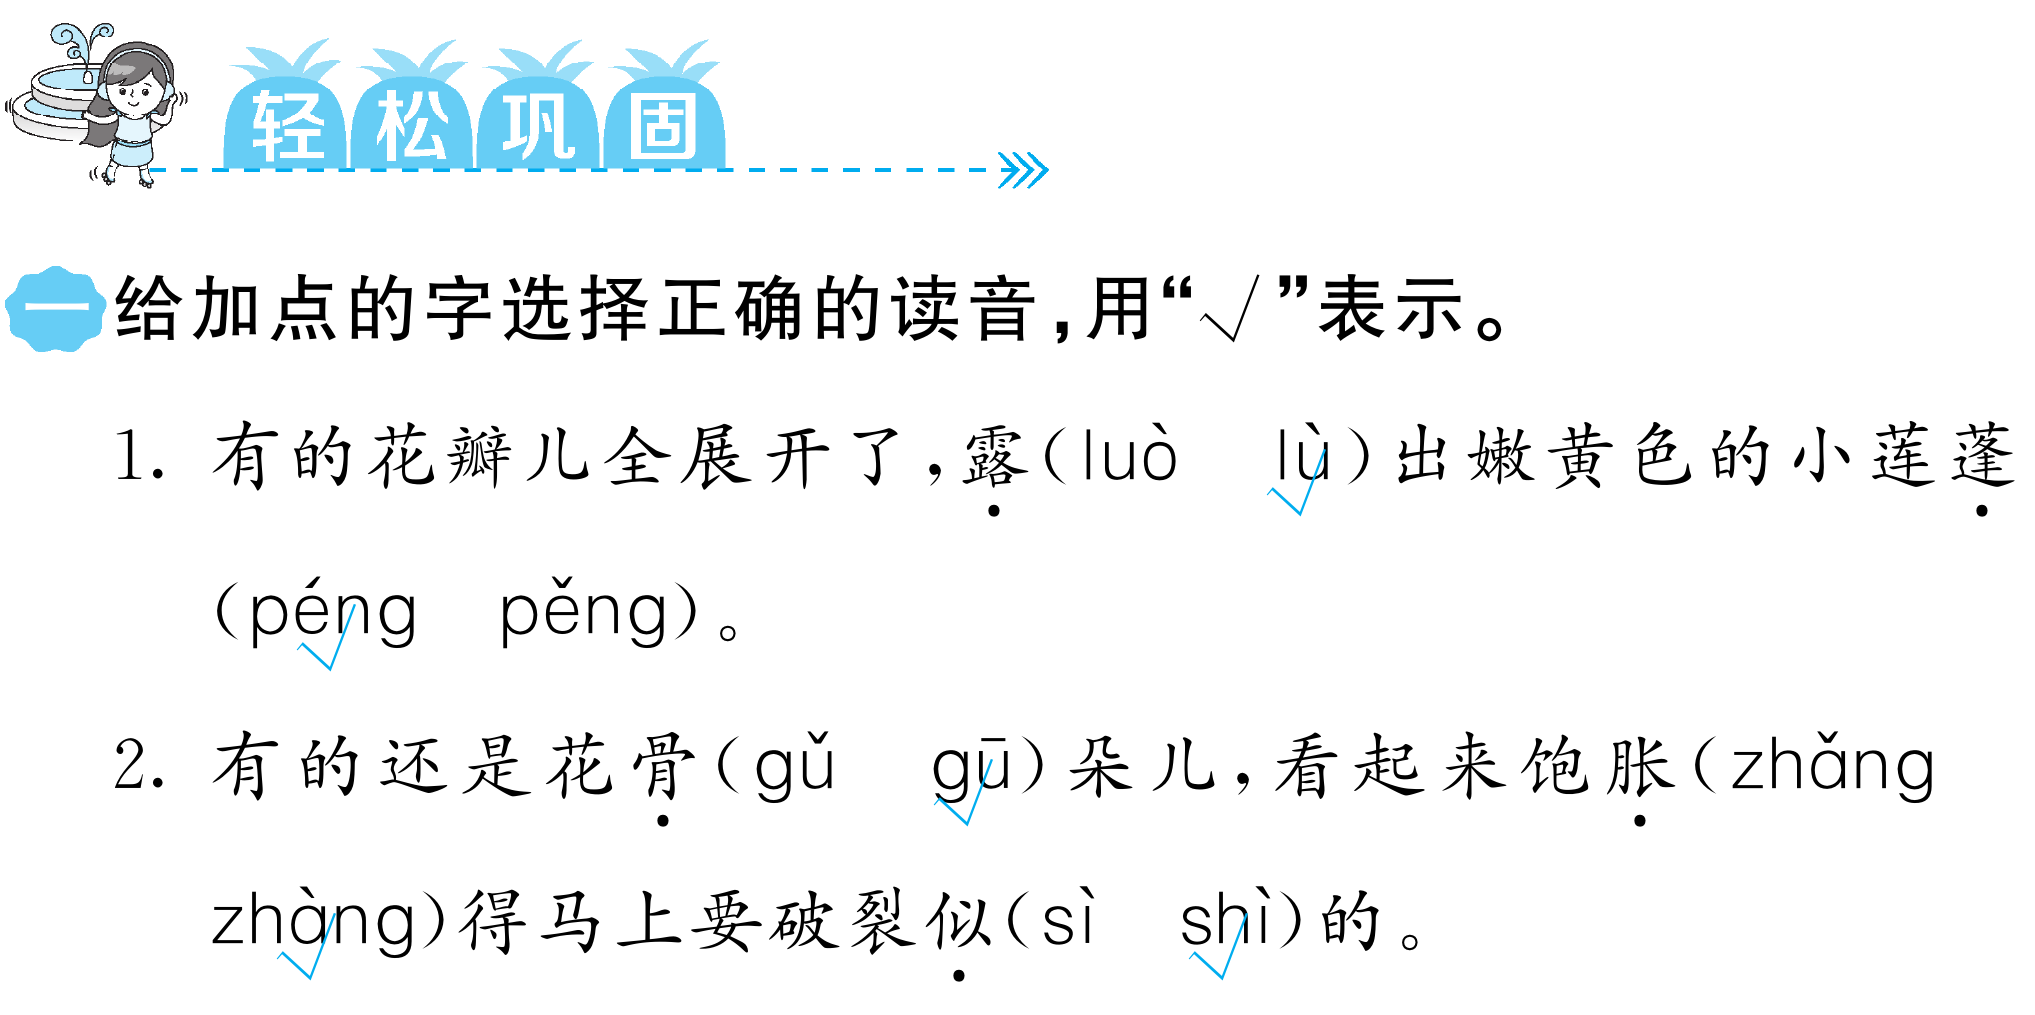 轻松巩固
一 给加点的字选择正确的读音,用“√”表示。
1. 有的花瓣儿全展开了,露(luò lù√)出嫩黄色的小莲蓬
(péng√ pěng)。
2. 有的还是花骨(gǔ gū√)朵儿,看起来饱胀(zhǎng
zhàng√)得马上要破裂似(sì shì√)的。